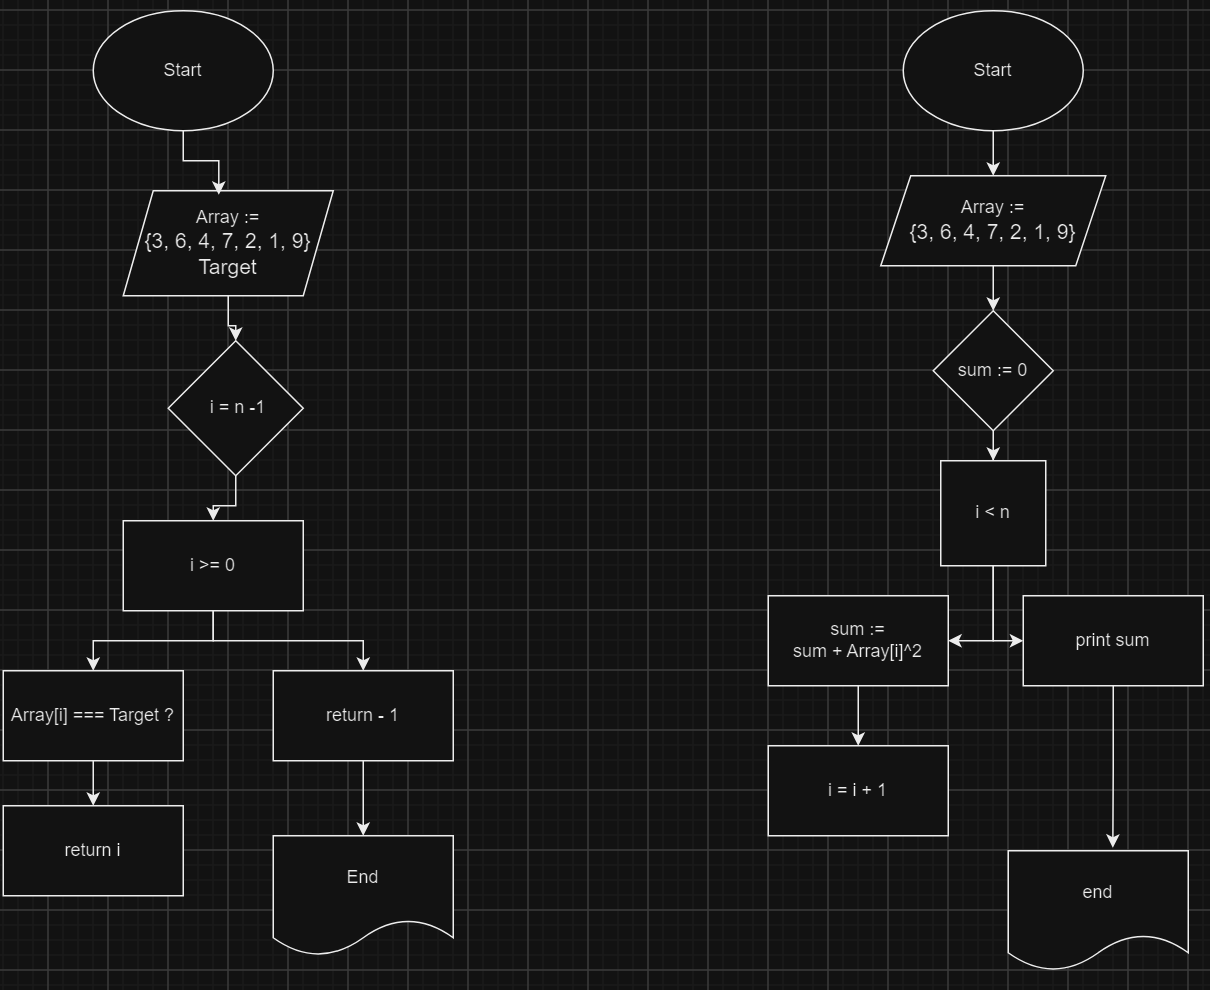 Start
Array :=
{3, 6, 4, 7, 2, 1, 9}
Target
i = n -1
i >= 0
Array[i] === Target ?
return - 1
return i
End
Start
Array :=
{3, 6, 4, 7, 2, 1, 9}
sum := 0
i < n
sum :=
sum + Array[i]^2
print sum
i = i + 1
end